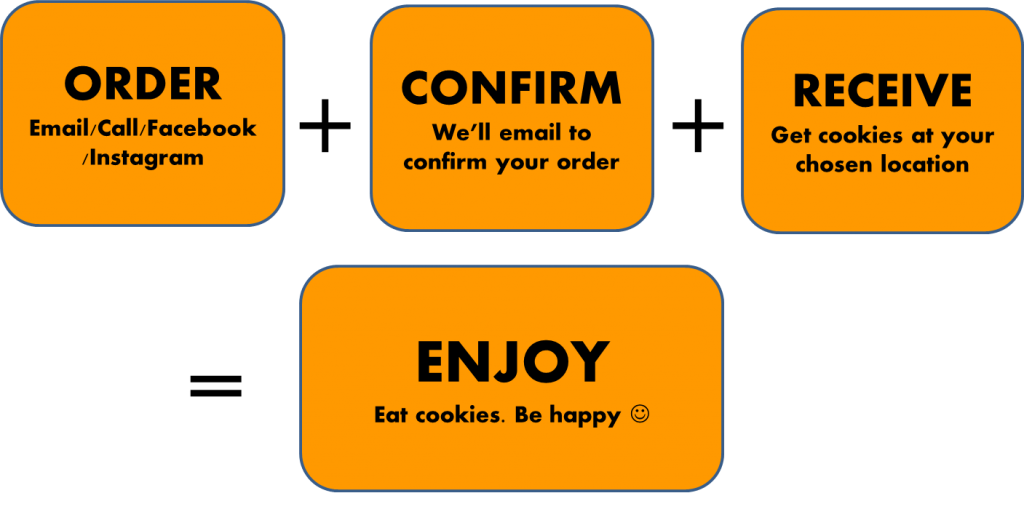 ORDER
Email/Call/Facebook
/Instagram
+
CONFIRM
We’ll email to
confirm your order
+
RECEIVE
Get cookies at your
chosen location
=
ENJOY
Eat cookies. Be happy ☺